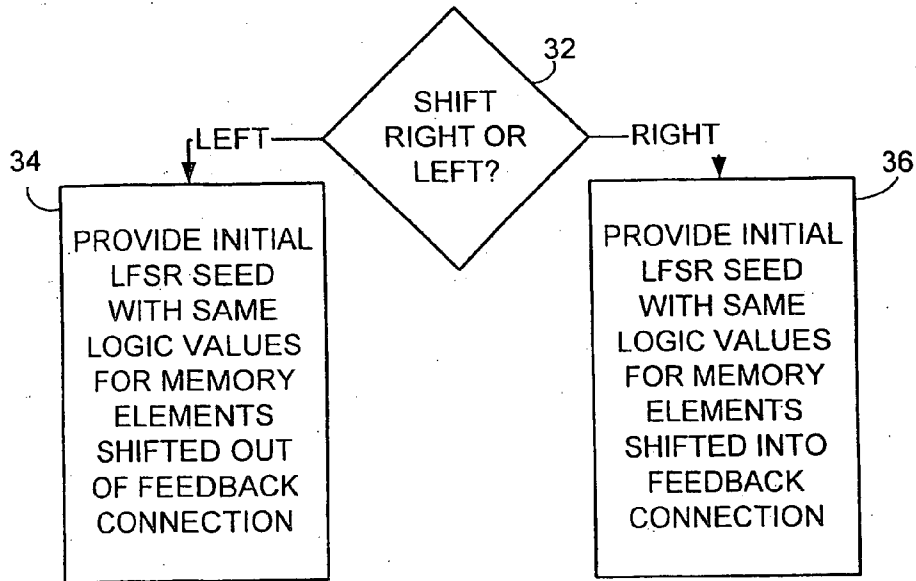 32
SHIFT
RIGHT OR
LEFT?
LEFT
RIGHT
34
PROVIDE INITIAL
LFSR SEED
WITH SAME
LOGIC VALUES
FOR MEMORY
ELEMENTS
SHIFTED OUT
OF FEEDBACK
CONNECTION
36
PROVIDE INITIAL
LFSR SEED
WITH SAME
LOGIC VALUES
FOR MEMORY
ELEMENTS
SHIFTED INTO
FEEDBACK
CONNECTION